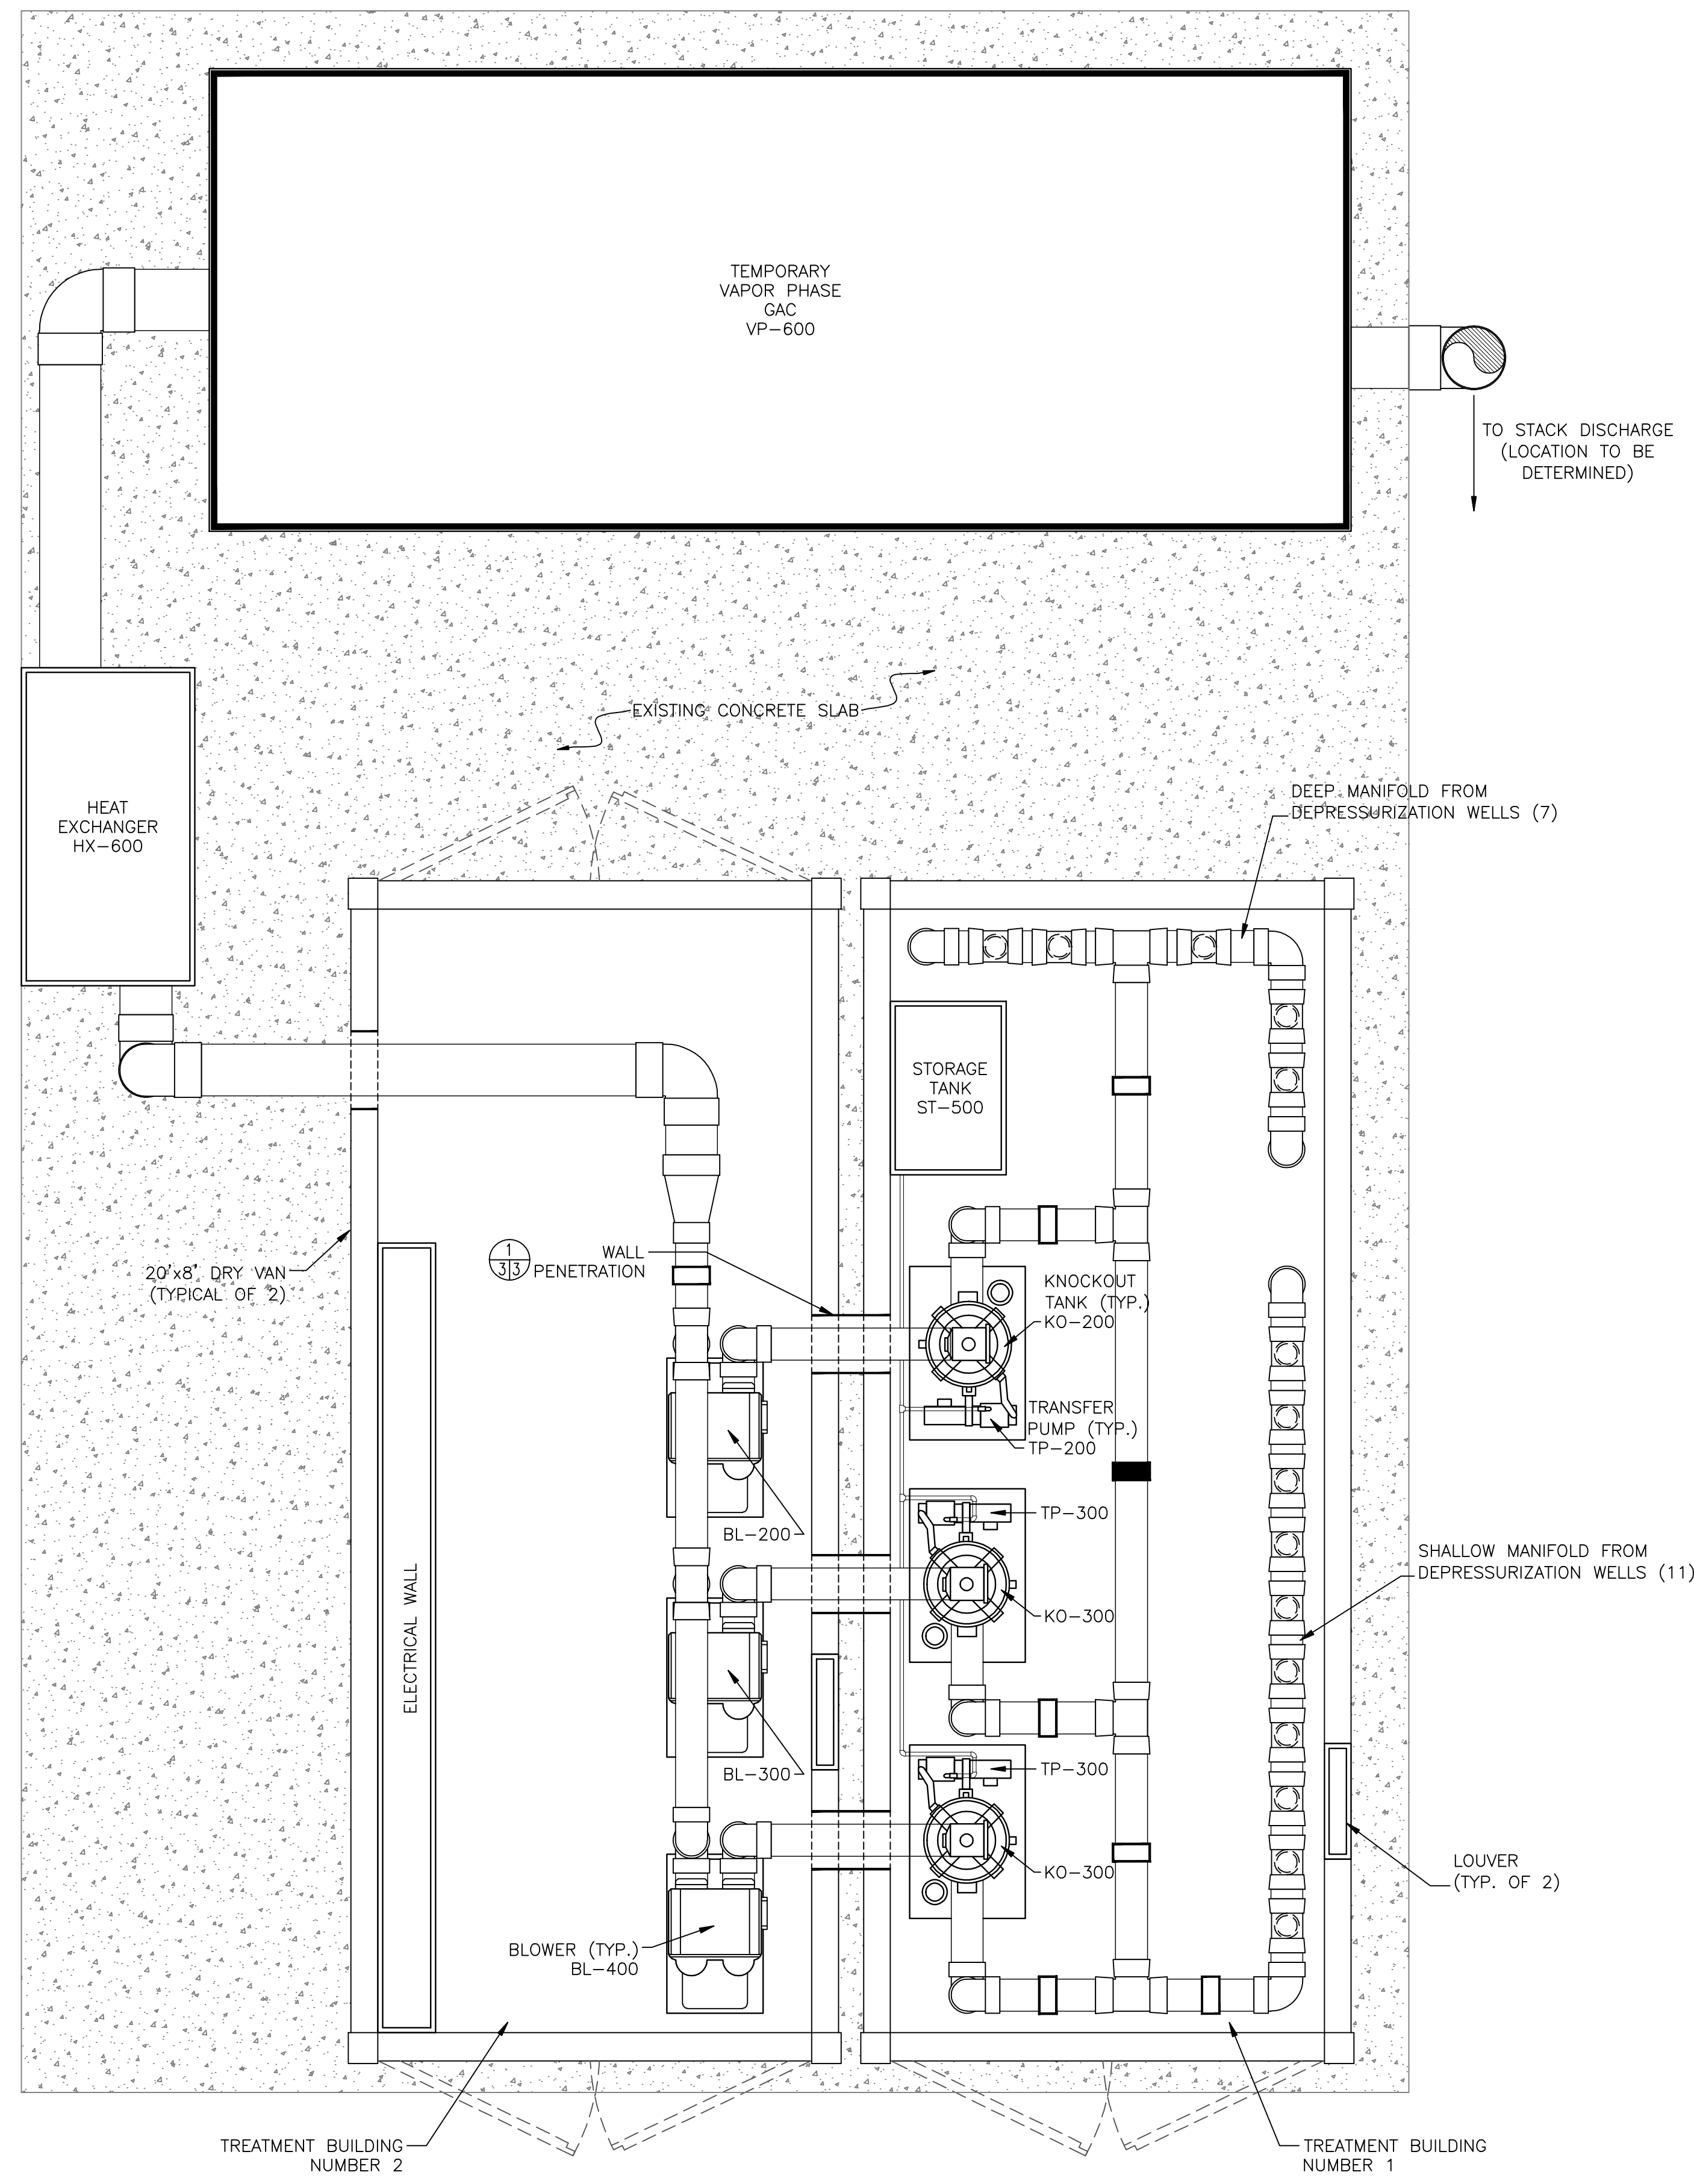 TEMPORARY
VAPOR PHASE
GAC
VP-600
TO STACK DISCHARGE
(LOCATION TO BE
DETERMINED)
EXISTING CONCRETE SLAB
HEAT
EXCHANGER
HX-600
DEEP MANIFOLD FROM
DEPRESSURIZATION WELLS (7)
STORAGE
TANK
ST-500
20'x8' DRY VAN
(TYPICAL OF 2)
1
3 3
WALL
PENETRATION
KNOCKOUT
TANK (TYP.)
KO-200
TRANSFER
PUMP (TYP.)
TP-200
BL-200
TP-300
SHALLOW MANIFOLD FROM
DEPRESSURIZATION WELLS (11)
KO-300
ELECTRICAL WALL
BL-300
TP-300
KO-300
LOUVER
(TYP. OF 2)
BLOWER (TYP.)
BL-400
TREATMENT BUILDING
NUMBER 2
TREATMENT BUILDING
NUMBER 1